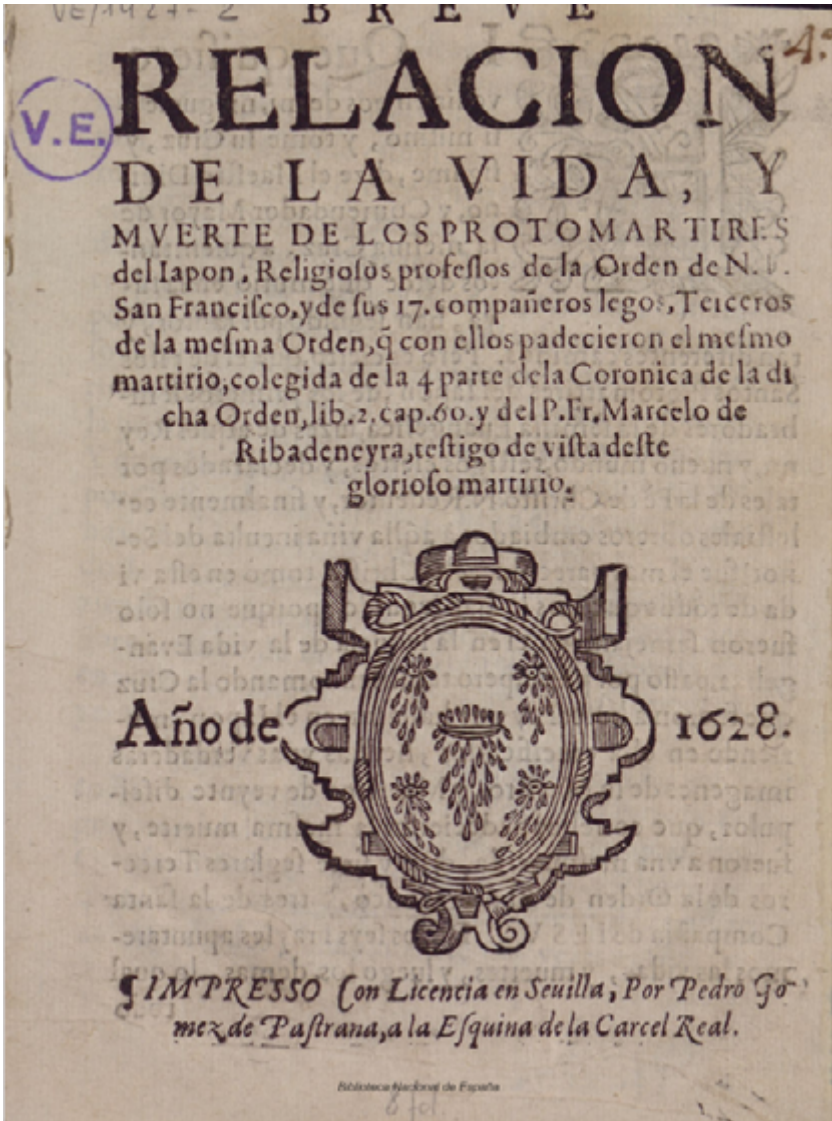 VE/1427-2
BREVE
4.
RELACION
V.E.
DE LA VIDA, Y
MVERTE DE LOS PROTOMARTIRES
del Iapon, Religioſos profeſſos de la Orden de N.
San Franciſco, y de ſus 17. compañeros legos, Terceros
de la meſma Orden, q̃ con ellos padecieron el meſmo
martirio, colegida de la 4 parte dela Coronica de la di
cha Orden, lib. 2. cap. 60. y del P. Fr. Marcelo de
Ribadeneyra, teſtigo de viſta deſte
glorioſo martirio.
Año de 1628.
¶ IMPRESSO Con Licencia en Seuilla, Por Pedro Go
mez de Paſtrana, a la Eſquina de la Carcel Real.
Biblioteca Nacional de España